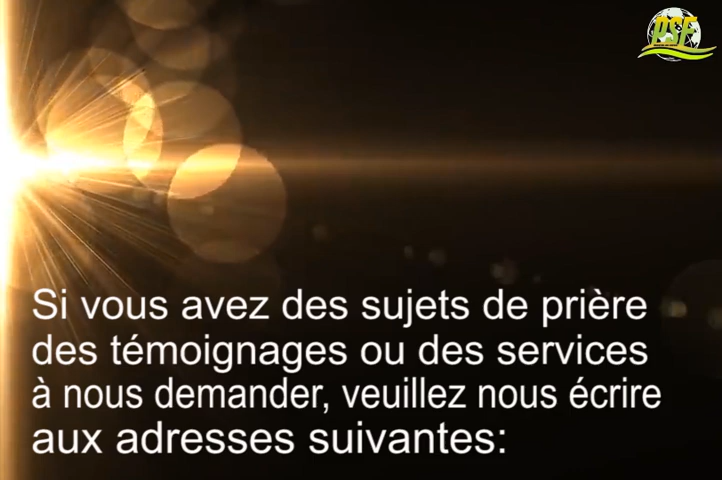 PSF
Si vous avez des sujets de prière
des témoignages ou des services
à nous demander, veuillez nous écrire
aux adresses suivantes: